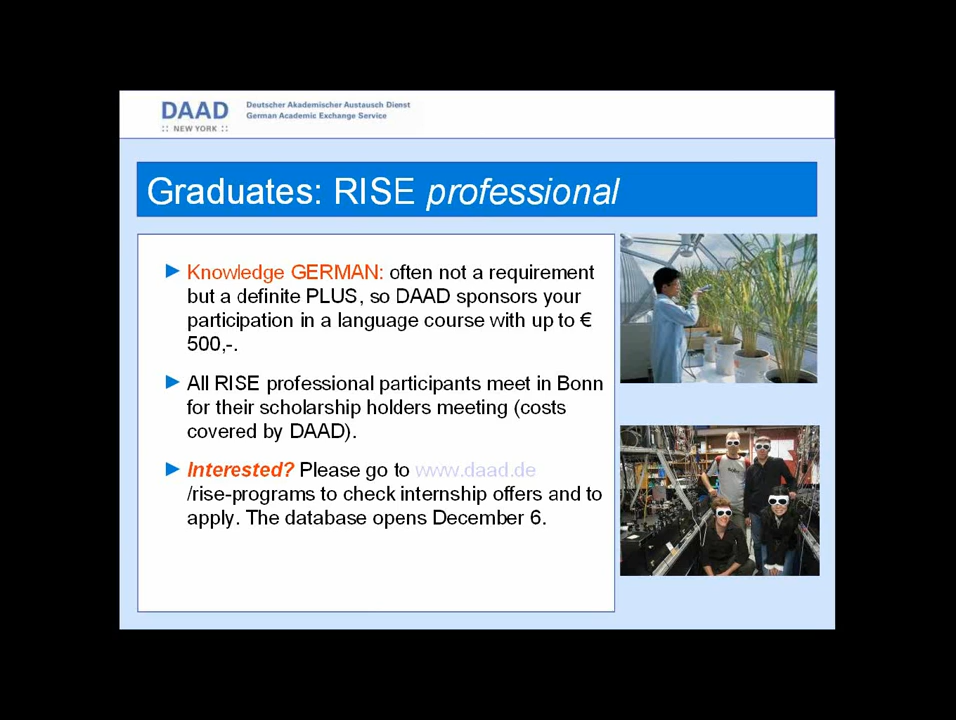 DAAD
:: NEW YORK ::
Deutscher Akademischer Austausch Dienst
German Academic Exchange Service
Graduates: RISE professional
Knowledge GERMAN: often not a requirement
but a definite PLUS, so DAAD sponsors your
participation in a language course with up to €
500,-.
All RISE professional participants meet in Bonn
for their scholarship holders meeting (costs
covered by DAAD).
Interested? Please go to www.daad.de
/rise-programs to check internship offers and to
apply. The database opens December 6.